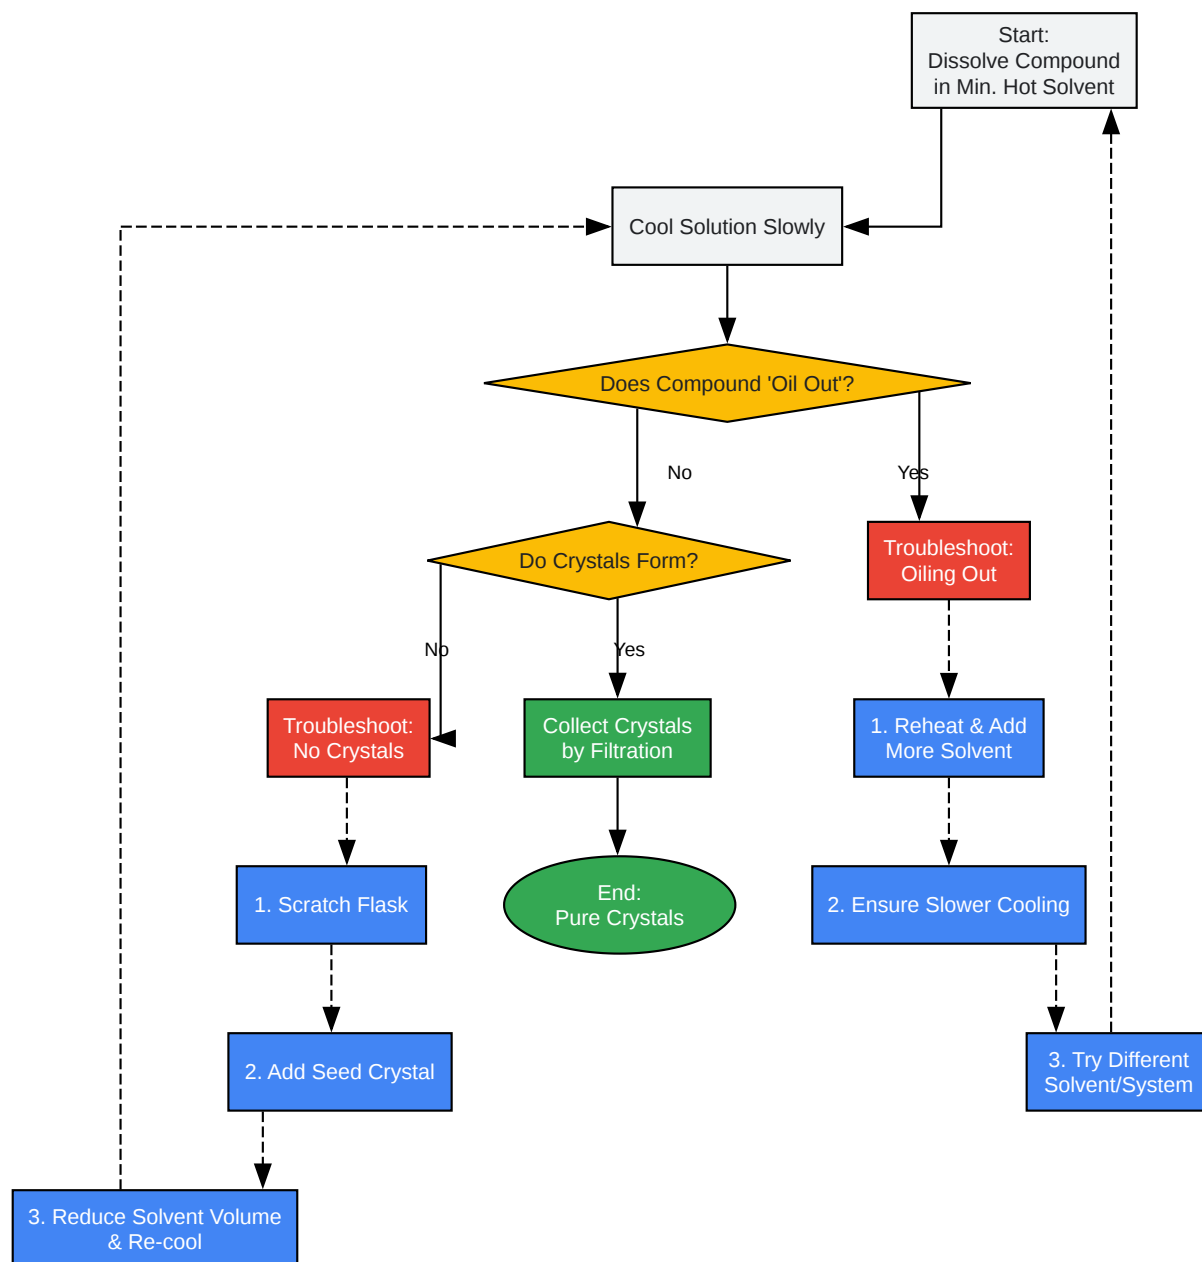 Start:
Dissolve Compound
in Min. Hot Solvent
Cool Solution Slowly
Does Compound 'Oil Out'?
No
Yes
Do Crystals Form?
Troubleshoot:
Oiling Out
No
Yes
Troubleshoot:
No Crystals
Collect Crystals
by Filtration
1. Reheat & Add
More Solvent
1. Scratch Flask
End:
Pure Crystals
2. Ensure Slower Cooling
2. Add Seed Crystal
3. Try Different
Solvent/System
3. Reduce Solvent Volume
& Re-cool